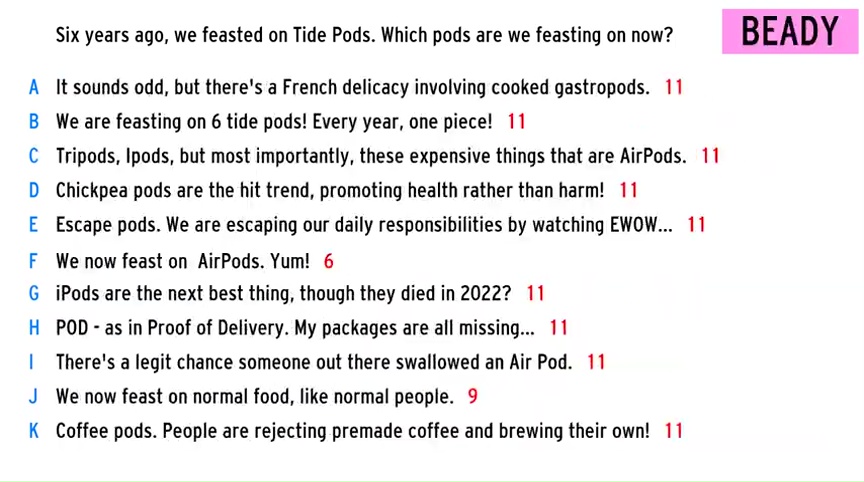 Six years ago, we feasted on Tide Pods. Which pods are we feasting on now?
BEADY
A It sounds odd, but there's a French delicacy involving cooked gastropods. 11
B We are feasting on 6 tide pods! Every year, one piece! 11
C Tripods, Ipods, but most importantly, these expensive things that are AirPods. 11
D Chickpea pods are the hit trend, promoting health rather than harm! 11
E Escape pods. We are escaping our daily responsibilities by watching EWOW... 11
F We now feast on AirPods. Yum! 6
G iPods are the next best thing, though they died in 2022? 11
H POD - as in Proof of Delivery. My packages are all missing... 11
I There's a legit chance someone out there swallowed an Air Pod. 11
J We now feast on normal food, like normal people. 9
K Coffee pods. People are rejecting premade coffee and brewing their own! 11